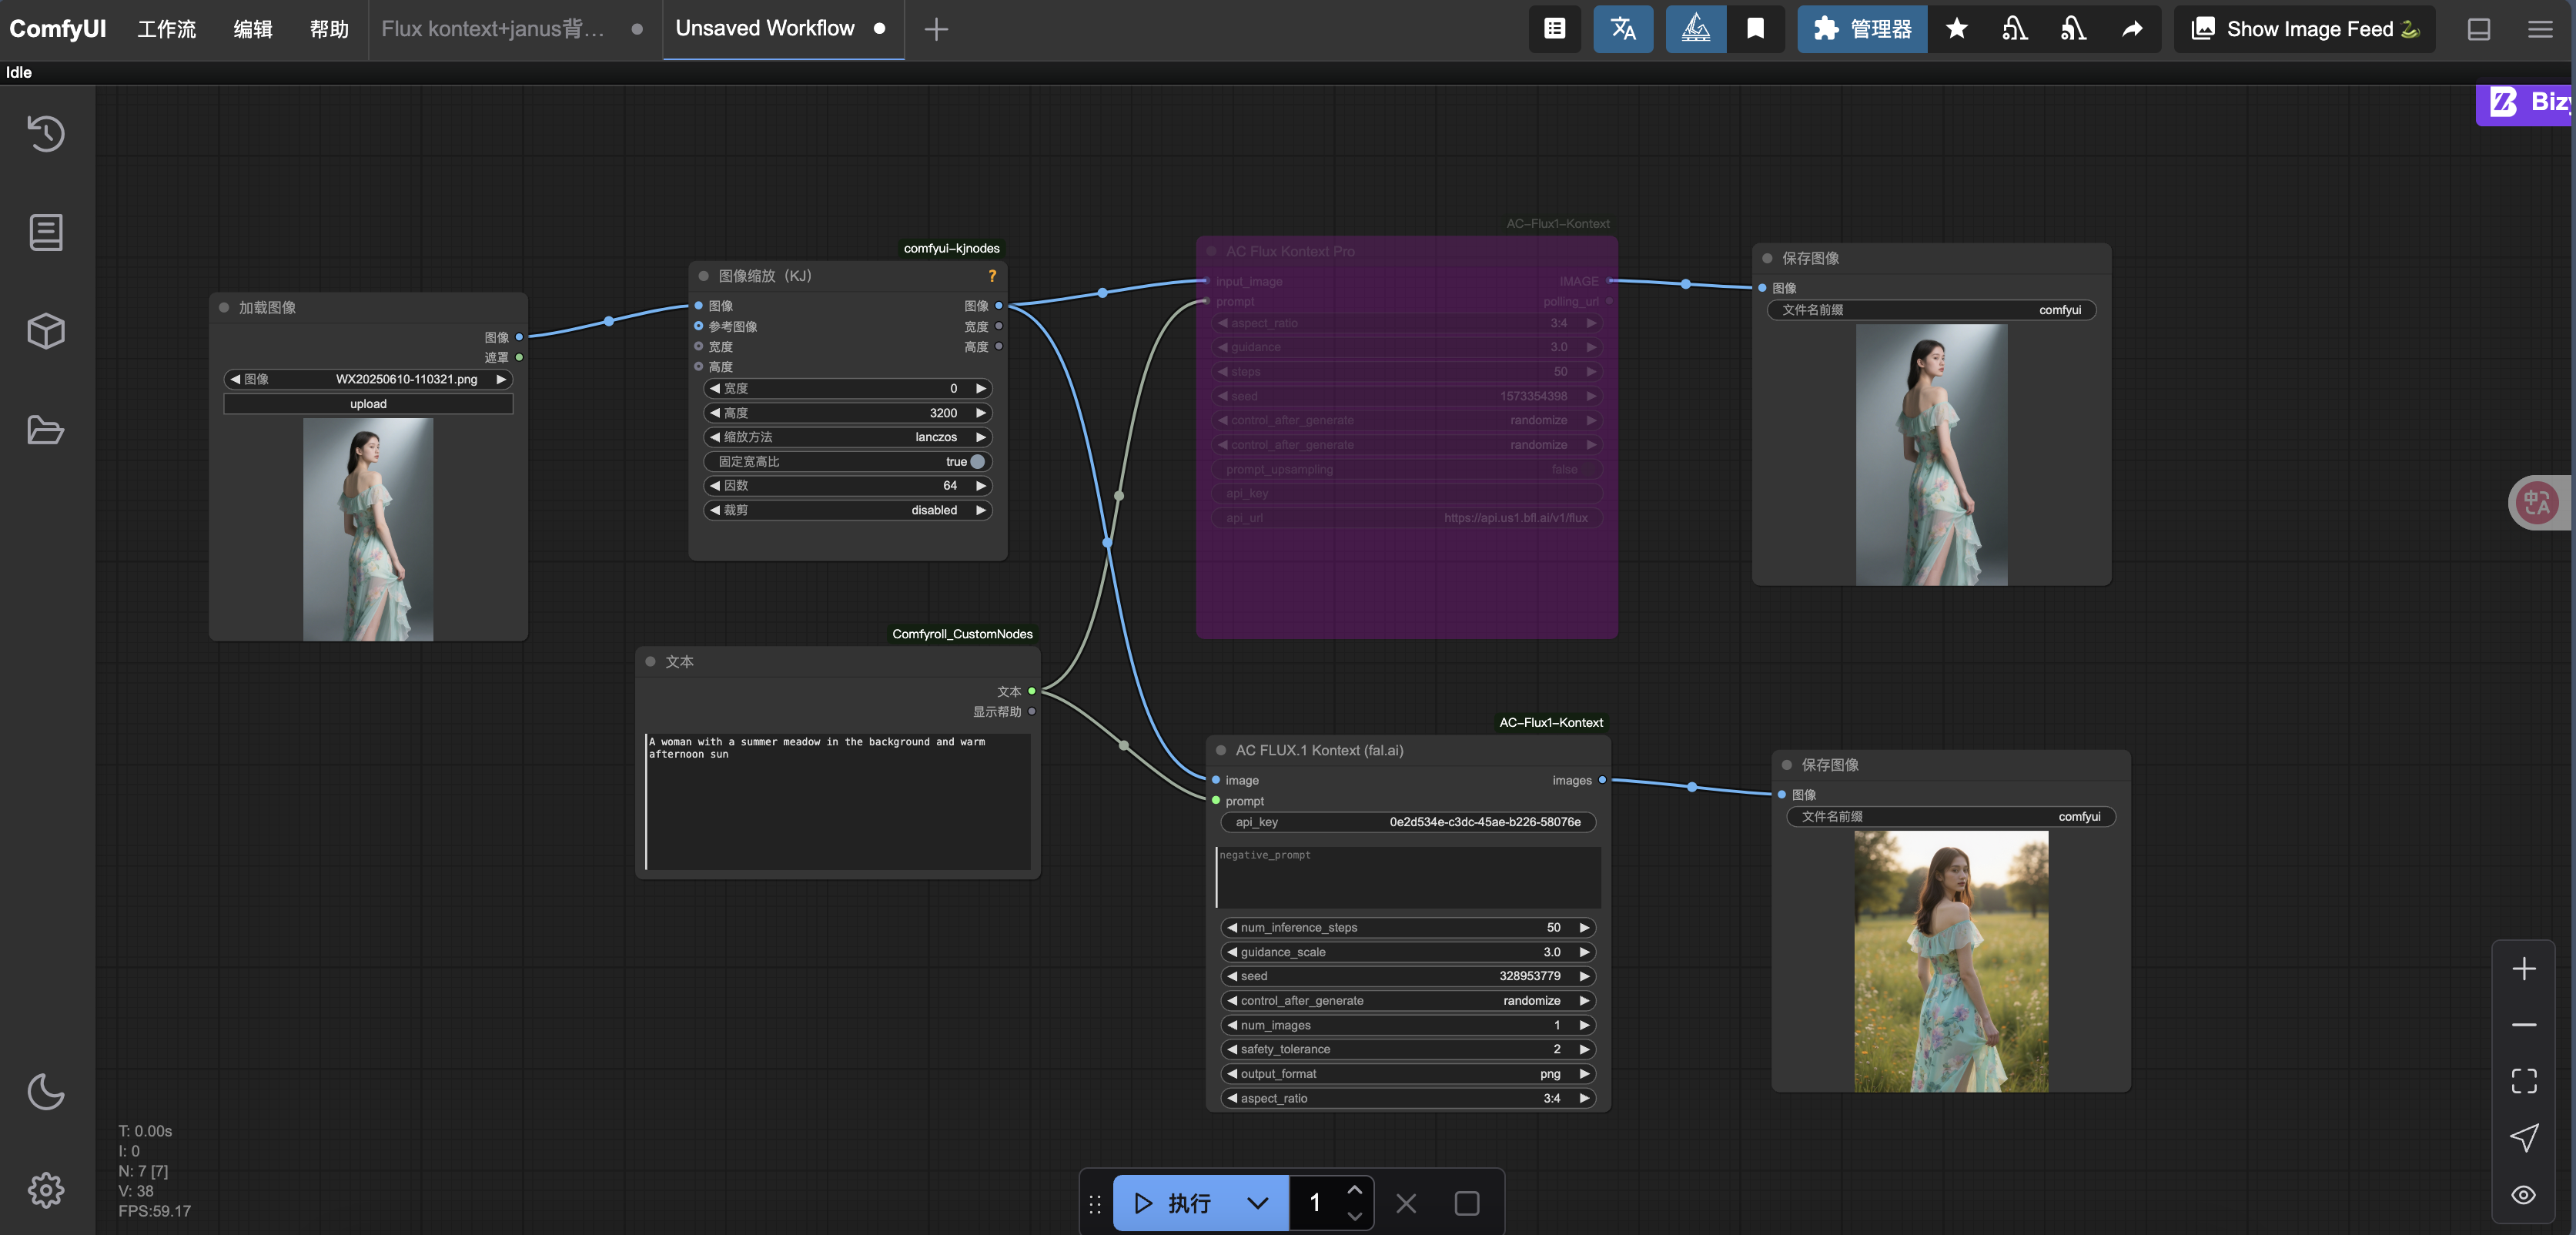 ComfyUI 工作流 编辑 帮助 Flux kontext+janus背... Unsaved Workflow 管理器 Show Image Feed
Idle
Biz
加载图像
图像
遮罩
图像 WX20250610-110321.png
upload
comfyui-kjnodes
图像缩放（KJ） ?
图像 图像
参考图像 宽度
宽度 高度
高度
宽度 0
高度 3200
缩放方法 lanczos
固定宽高比 true
因数 64
裁剪 disabled
Comfyroll_CustomNodes
文本
文本
显示帮助
A woman with a summer meadow in the background and warm
afternoon sun
AC-Flux1-Kontext
AC Flux Kontext Pro
input_image IMAGE
prompt polling_url
aspect_ratio 3:4
guidance 3.0
steps 50
seed 1573354398
control_after_generate randomize
control_after_generate randomize
prompt_upsampling false
api_key
api_url https://api.us1.bfl.ai/v1/flux
保存图像
图像
文件名前缀 comfyui
AC-Flux1-Kontext
AC FLUX.1 Kontext (fal.ai)
image images
prompt
api_key 0e2d534e-c3dc-45ae-b226-58076e
negative_prompt
num_inference_steps 50
guidance_scale 3.0
seed 328953779
control_after_generate randomize
num_images 1
safety_tolerance 2
output_format png
aspect_ratio 3:4
保存图像
图像
文件名前缀 comfyui
中A
T: 0.00s
I: 0
N: 7 [7]
V: 38
FPS:59.17
执行 1